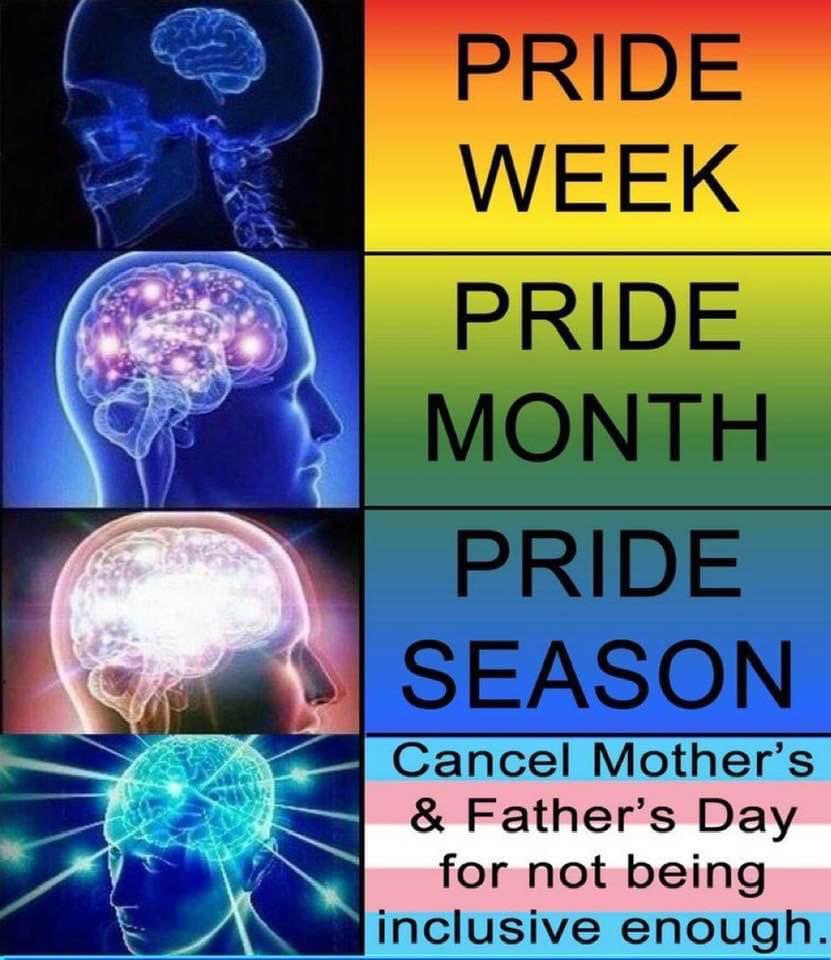 PRIDE
WEEK
PRIDE
MONTH
PRIDE
SEASON
Cancel Mother's
& Father's Day
for not being
inclusive enough.